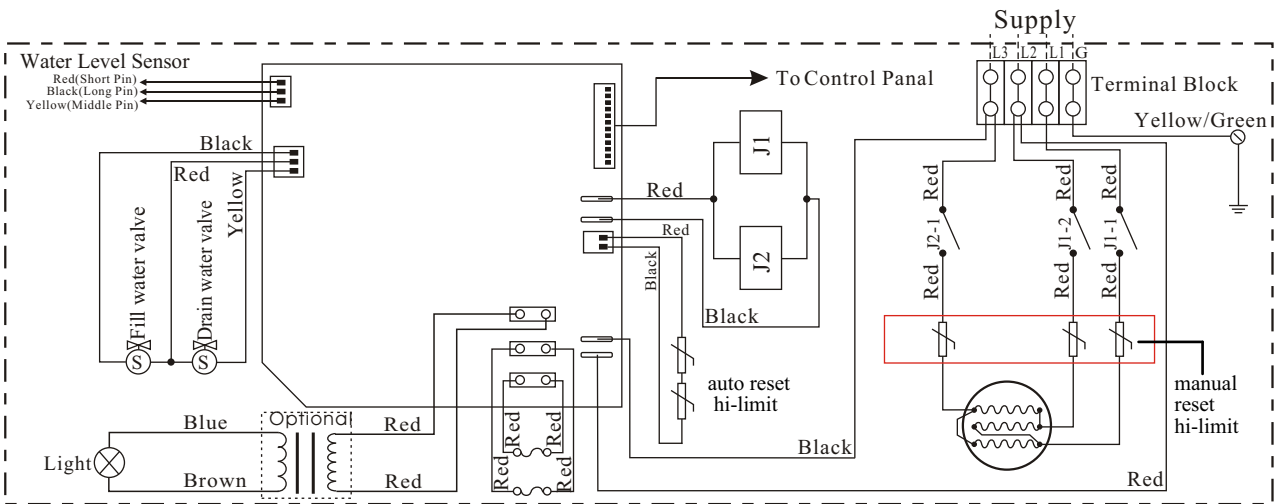 Supply
Water Level Sensor
Red(Short Pin)
Black(Long Pin)
Yellow(Middle Pin)
To Control Panal
L3 L2 L1 G
Terminal Block
Yellow/Green
Black
Red
Yellow
Fill water valve
Drain water valve
S
S
Red
J1
J2
Red
Black
Black
Red
Red
Red
J2-1
J1-2
J1-1
Red
Red
Red
auto reset
hi-limit
manual
reset
hi-limit
Optional
Blue
Red
Light
Brown
Red
Red
Red
Red
Red
Black
Red